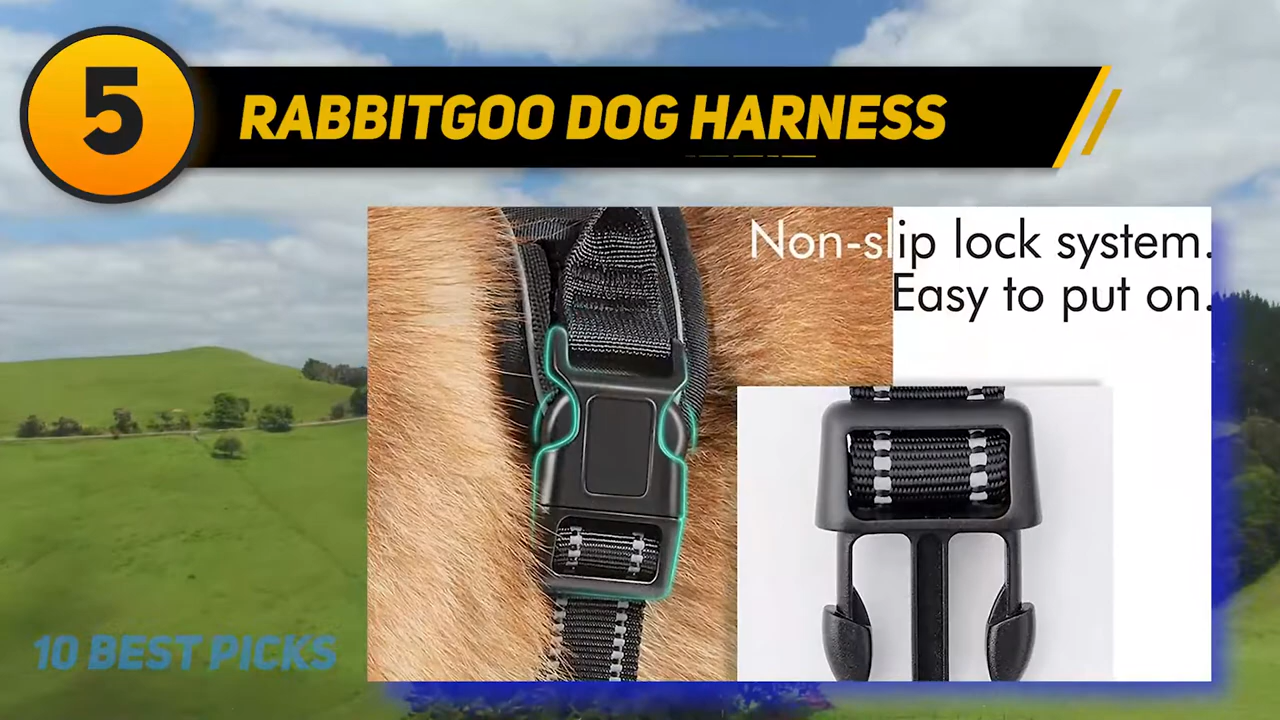 5
RABBITGOO DOG HARNESS
Non-slip lock system.
Easy to put on.
10 BEST PICKS